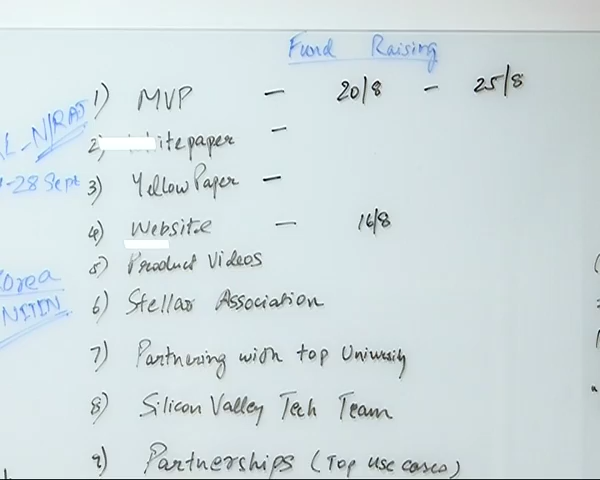 Fund Raising
1) MVP - 20/8 - 25/8
2) itepaper -
3) Yellow Paper -
4) Website - 16/8
5) Product Videos
6) Stellar Association
7) Partnering with top University
8) Silicon Valley Tech Team
9) Partnerships (Top use cases)
28 Sept
Korea
NITIN